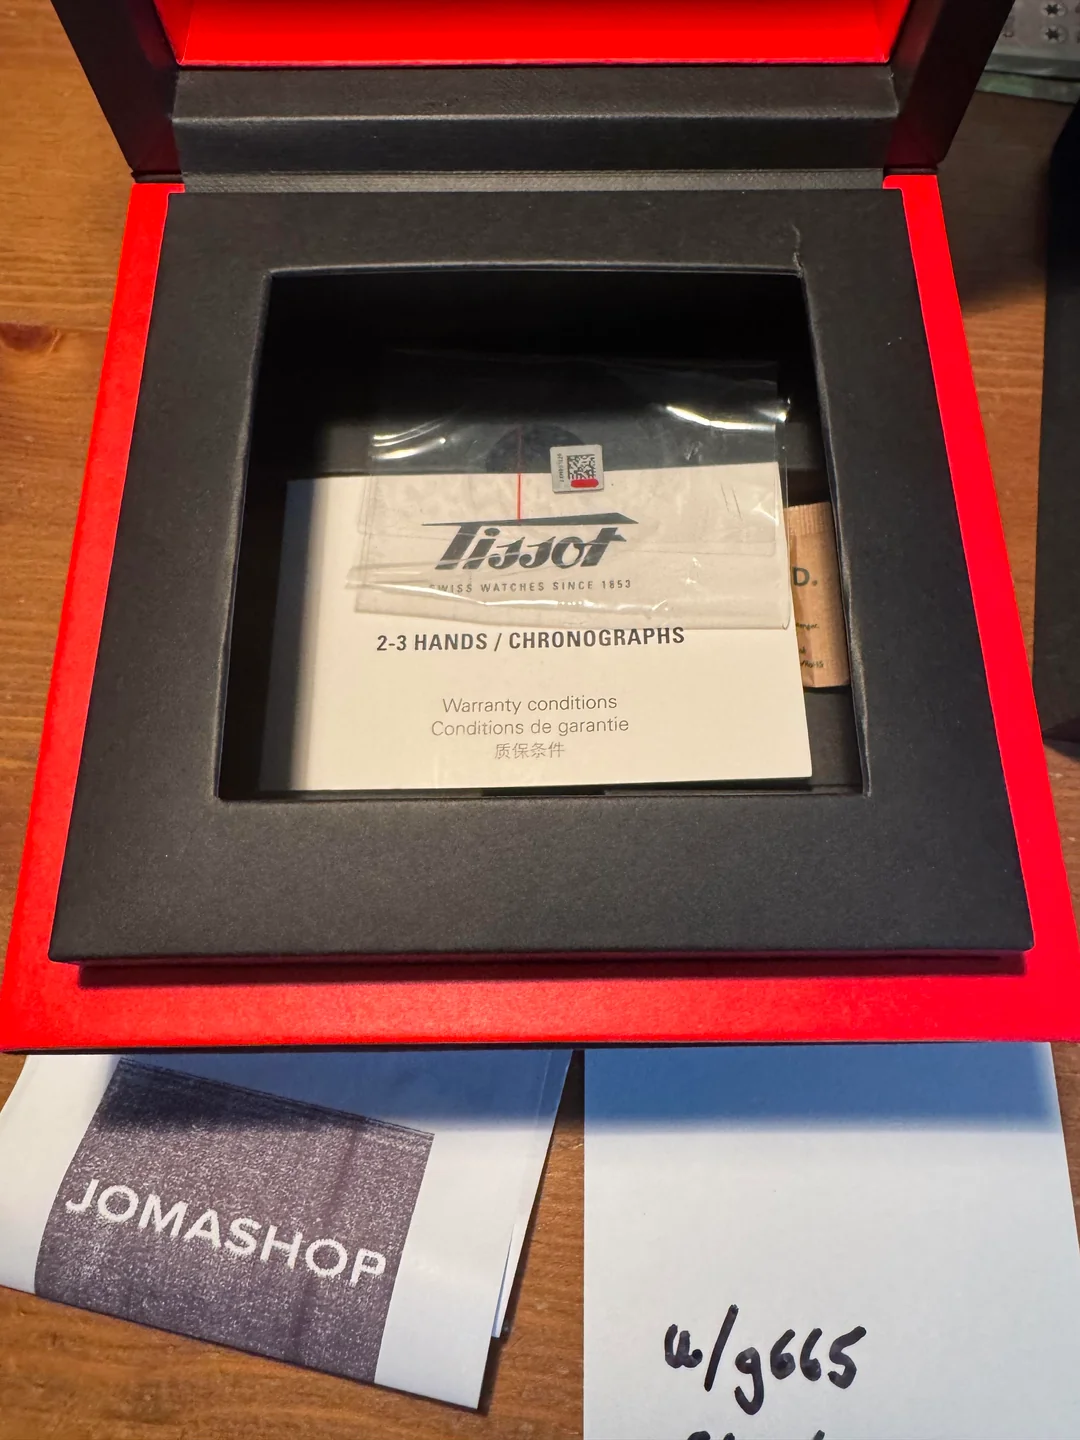 Tissot
SWISS WATCHES SINCE 1853
2-3 HANDS / CHRONOGRAPHS
Warranty conditions
Conditions de garantie
质保条件
D.
JOMASHOP
u/g665